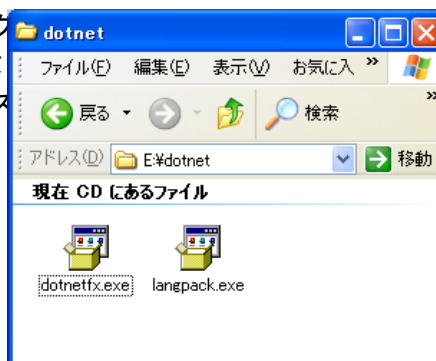 dotnet
ファイル(F) 編集(E) 表示(V) お気に入 »
戻る 検索 »
アドレス(D) E:¥dotnet 移動
現在 CD にあるファイル
dotnetfx.exe langpack.exe